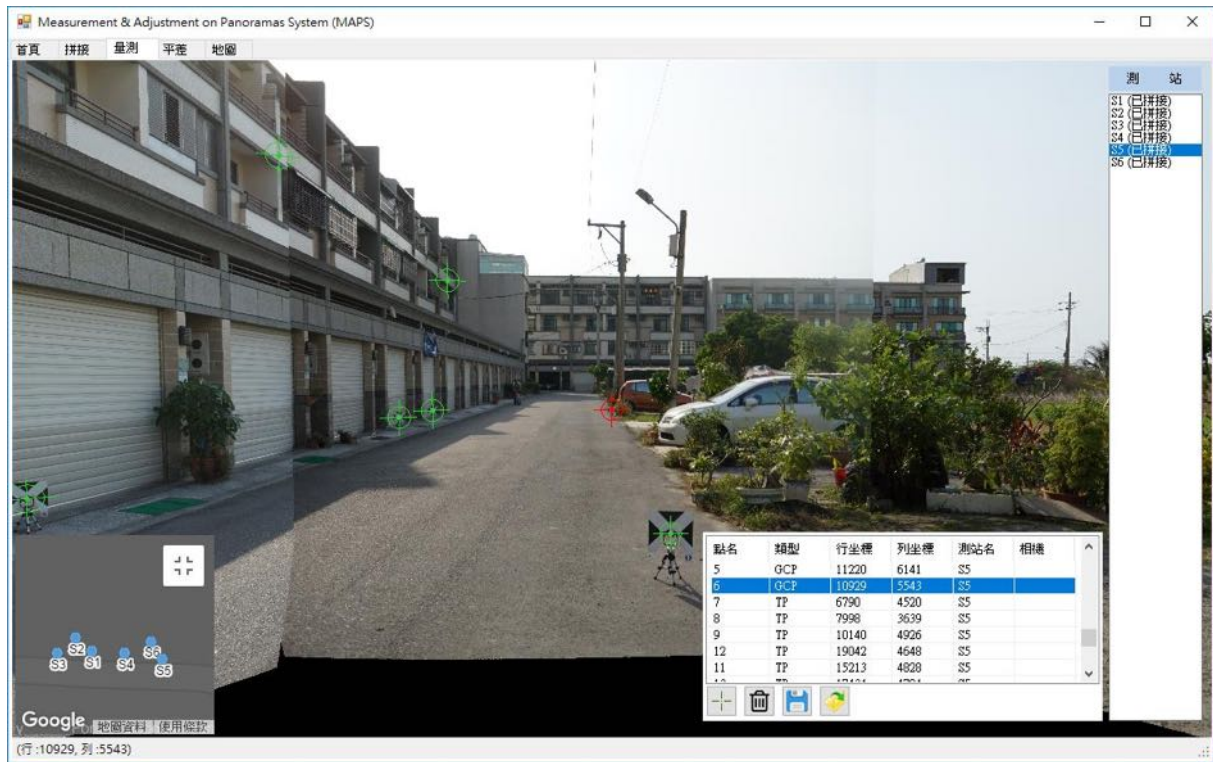 Measurement & Adjustment on Panoramas System (MAPS)
首頁 拼接 量測 平差 地圖
測 站
S1 (已拼接)
S2 (已拼接)
S3 (已拼接)
S4 (已拼接)
S5 (已拼接)
S6 (已拼接)
點名 類型 行坐標 列坐標 測站名 相機
5 GCP 11220 6141 S5
6 GCP 10929 5543 S5
7 TP 6790 4520 S5
8 TP 7998 3639 S5
9 TP 10140 4926 S5
12 TP 19042 4648 S5
11 TP 15213 4828 S5
S2 S6
S3 S1 S4 S5
Google 地圖資料 使用條款
(行 :10929, 列 :5543)